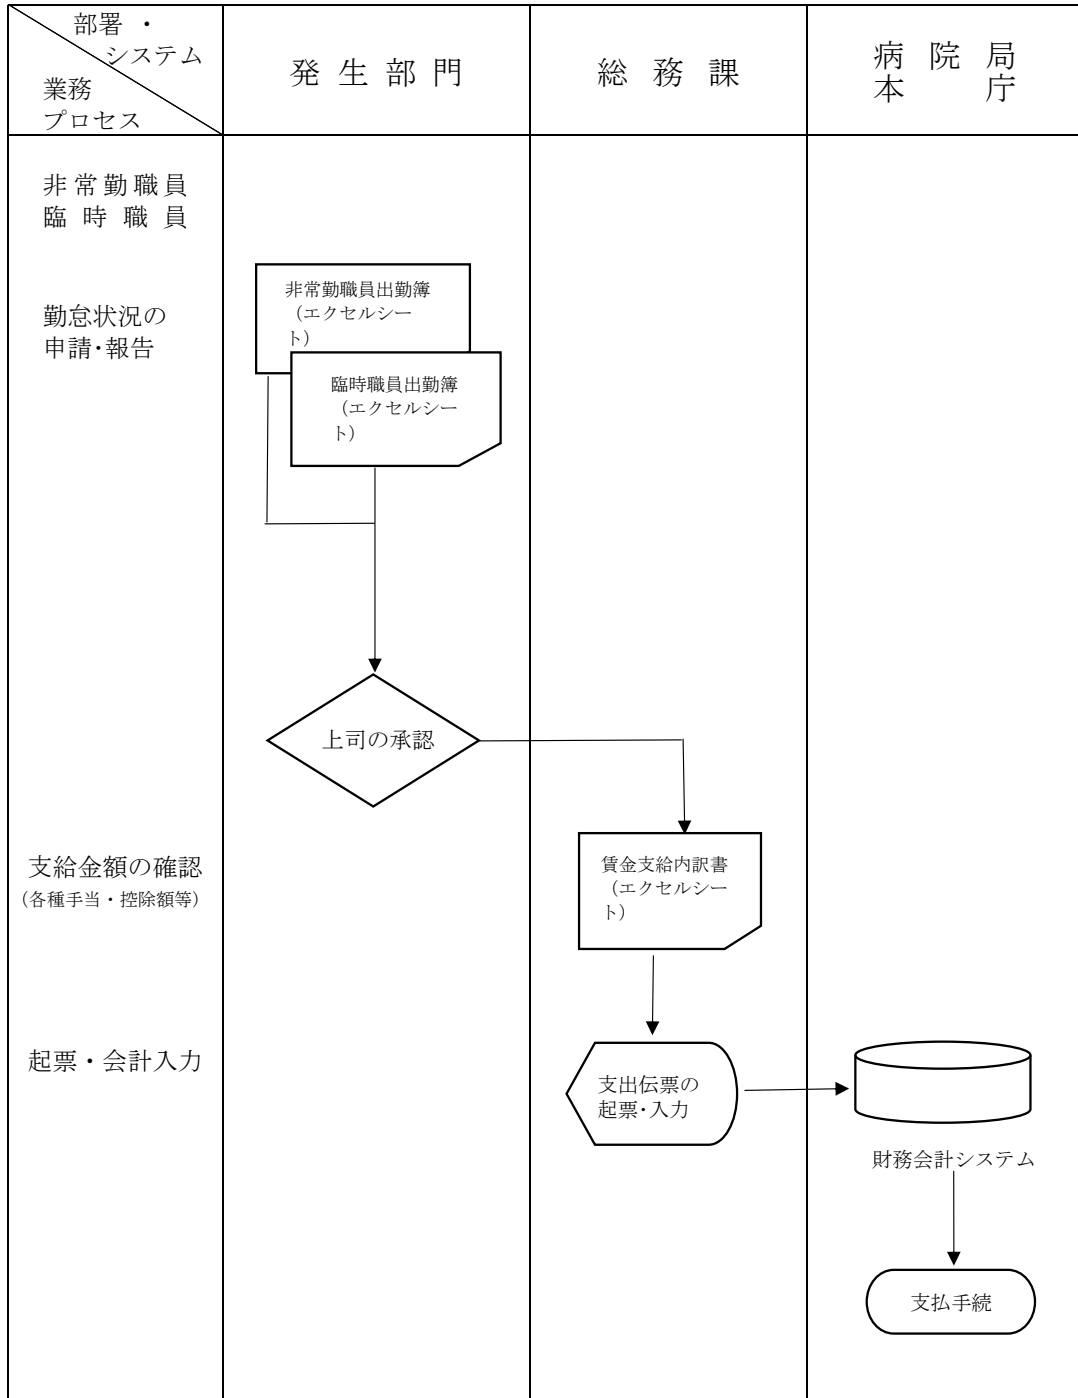 部署・
システム
業務
プロセス
発生部門
総務課
病院局
本庁
非常勤職員
臨時職員
勤怠状況の
申請･報告
非常勤職員出勤簿
（エクセルシー
ト）
臨時職員出勤簿
（エクセルシー
ト）
上司の承認
支給金額の確認
（各種手当・控除額等）
賃金支給内訳書
（エクセルシー
ト）
起票・会計入力
支出伝票の
起票･入力
財務会計システム
支払手続